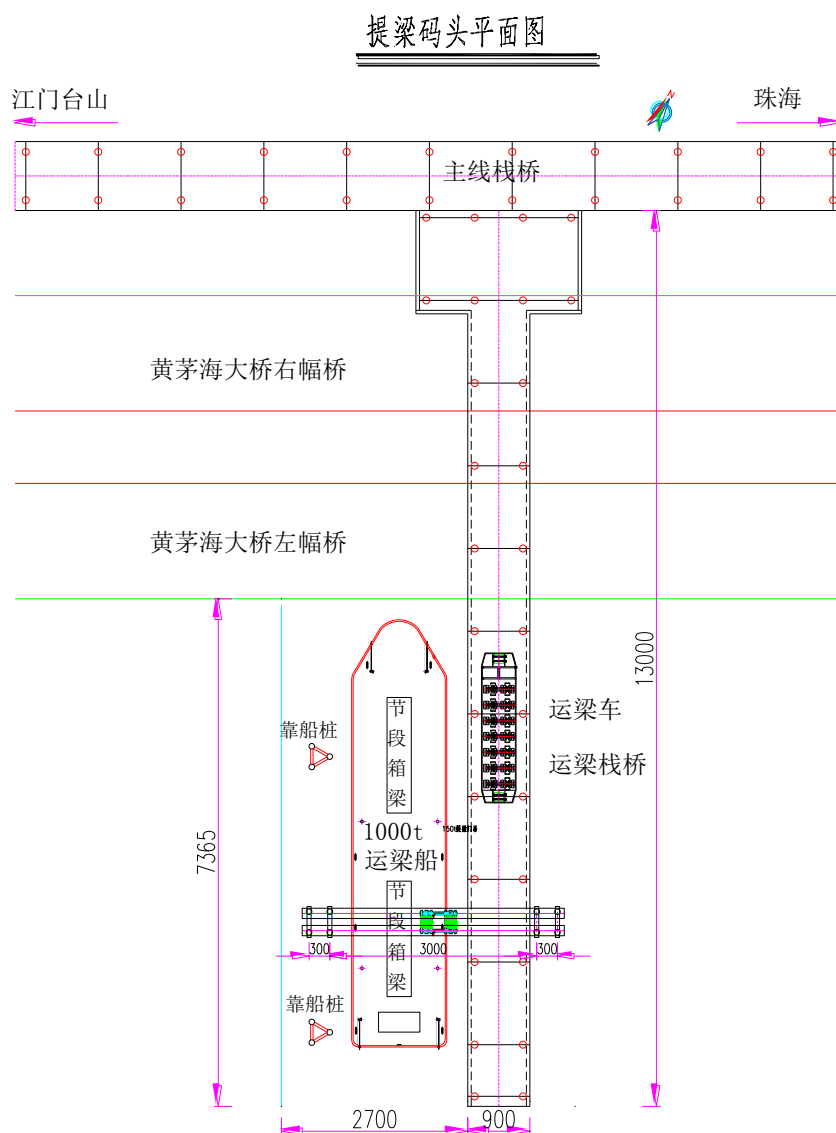 提梁码头平面图
江门台山
N
珠海
主线栈桥
黄茅海大桥右幅桥
黄茅海大桥左幅桥
13000
运梁车
靠船桩
节段箱梁
运梁栈桥
7365
1000t
运梁船
节段箱梁
300
3000
300
靠船桩
2700
900